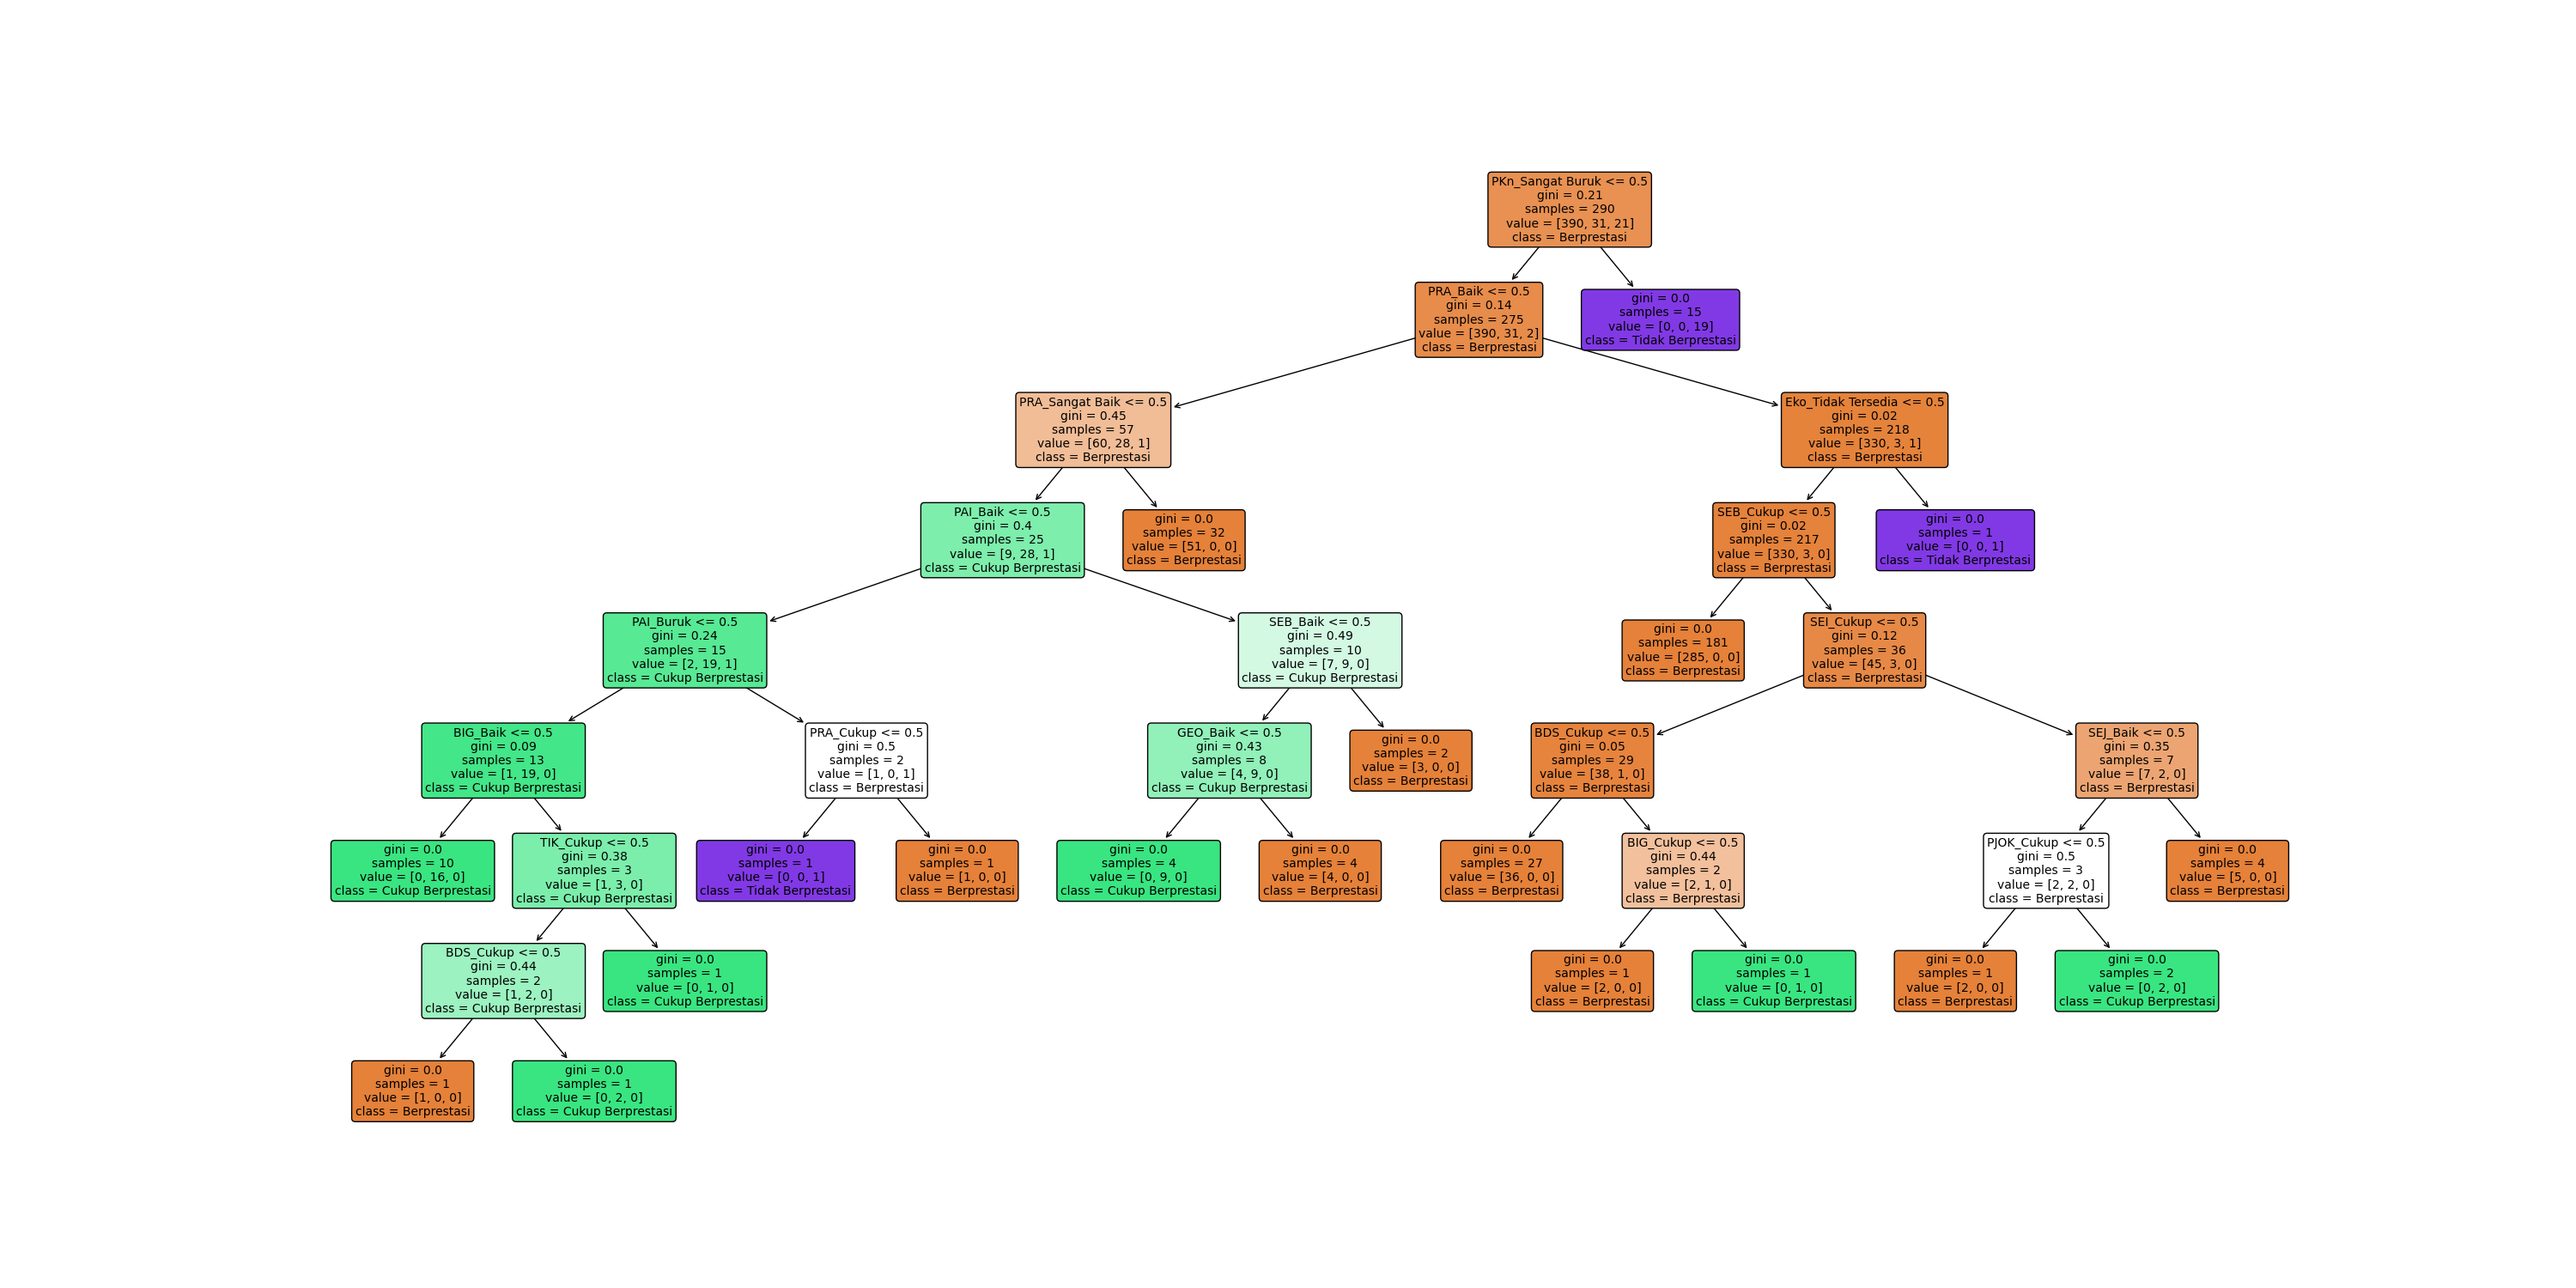 PKn_Sangat Buruk <= 0.5
gini = 0.21
samples = 290
value = [390, 31, 21]
class = Berprestasi
PRA_Baik <= 0.5
gini = 0.14
samples = 275
value = [390, 31, 2]
class = Berprestasi
gini = 0.0
samples = 15
value = [0, 0, 19]
class = Tidak Berprestasi
PRA_Sangat Baik <= 0.5
gini = 0.45
samples = 57
value = [60, 28, 1]
class = Berprestasi
Eko_Tidak Tersedia <= 0.5
gini = 0.02
samples = 218
value = [330, 3, 1]
class = Berprestasi
PAI_Baik <= 0.5
gini = 0.4
samples = 25
value = [9, 28, 1]
class = Cukup Berprestasi
gini = 0.0
samples = 32
value = [51, 0, 0]
class = Berprestasi
SEB_Cukup <= 0.5
gini = 0.02
samples = 217
value = [330, 3, 0]
class = Berprestasi
gini = 0.0
samples = 1
value = [0, 0, 1]
class = Tidak Berprestasi
PAI_Buruk <= 0.5
gini = 0.24
samples = 15
value = [2, 19, 1]
class = Cukup Berprestasi
SEB_Baik <= 0.5
gini = 0.49
samples = 10
value = [7, 9, 0]
class = Cukup Berprestasi
gini = 0.0
samples = 181
value = [285, 0, 0]
class = Berprestasi
SEI_Cukup <= 0.5
gini = 0.12
samples = 36
value = [45, 3, 0]
class = Berprestasi
BIG_Baik <= 0.5
gini = 0.09
samples = 13
value = [1, 19, 0]
class = Cukup Berprestasi
PRA_Cukup <= 0.5
gini = 0.5
samples = 2
value = [1, 0, 1]
class = Berprestasi
GEO_Baik <= 0.5
gini = 0.43
samples = 8
value = [4, 9, 0]
class = Cukup Berprestasi
gini = 0.0
samples = 2
value = [3, 0, 0]
class = Berprestasi
BDS_Cukup <= 0.5
gini = 0.05
samples = 29
value = [38, 1, 0]
class = Berprestasi
SEJ_Baik <= 0.5
gini = 0.35
samples = 7
value = [7, 2, 0]
class = Berprestasi
gini = 0.0
samples = 10
value = [0, 16, 0]
class = Cukup Berprestasi
TIK_Cukup <= 0.5
gini = 0.38
samples = 3
value = [1, 3, 0]
class = Cukup Berprestasi
gini = 0.0
samples = 1
value = [0, 0, 1]
class = Tidak Berprestasi
gini = 0.0
samples = 1
value = [1, 0, 0]
class = Berprestasi
gini = 0.0
samples = 4
value = [0, 9, 0]
class = Cukup Berprestasi
gini = 0.0
samples = 4
value = [4, 0, 0]
class = Berprestasi
gini = 0.0
samples = 27
value = [36, 0, 0]
class = Berprestasi
BIG_Cukup <= 0.5
gini = 0.44
samples = 2
value = [2, 1, 0]
class = Berprestasi
PJOK_Cukup <= 0.5
gini = 0.5
samples = 3
value = [2, 2, 0]
class = Berprestasi
gini = 0.0
samples = 4
value = [5, 0, 0]
class = Berprestasi
BDS_Cukup <= 0.5
gini = 0.44
samples = 2
value = [1, 2, 0]
class = Cukup Berprestasi
gini = 0.0
samples = 1
value = [0, 1, 0]
class = Cukup Berprestasi
gini = 0.0
samples = 1
value = [2, 0, 0]
class = Berprestasi
gini = 0.0
samples = 1
value = [0, 1, 0]
class = Cukup Berprestasi
gini = 0.0
samples = 1
value = [2, 0, 0]
class = Berprestasi
gini = 0.0
samples = 2
value = [0, 2, 0]
class = Cukup Berprestasi
gini = 0.0
samples = 1
value = [1, 0, 0]
class = Berprestasi
gini = 0.0
samples = 1
value = [0, 2, 0]
class = Cukup Berprestasi